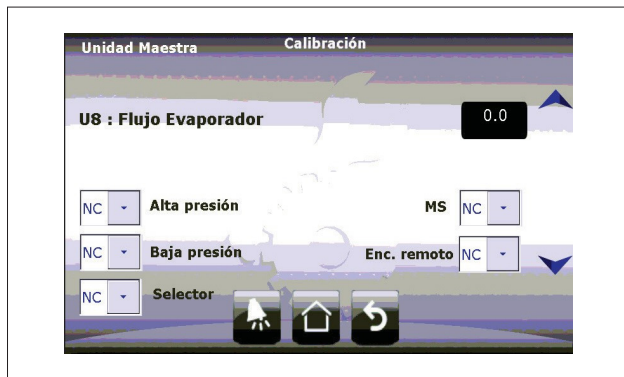 Unidad Maestra Calibración
U8 : Flujo Evaporador 0.0
NC Alta presión MS NC
NC Baja presión Enc. remoto NC
NC Selector